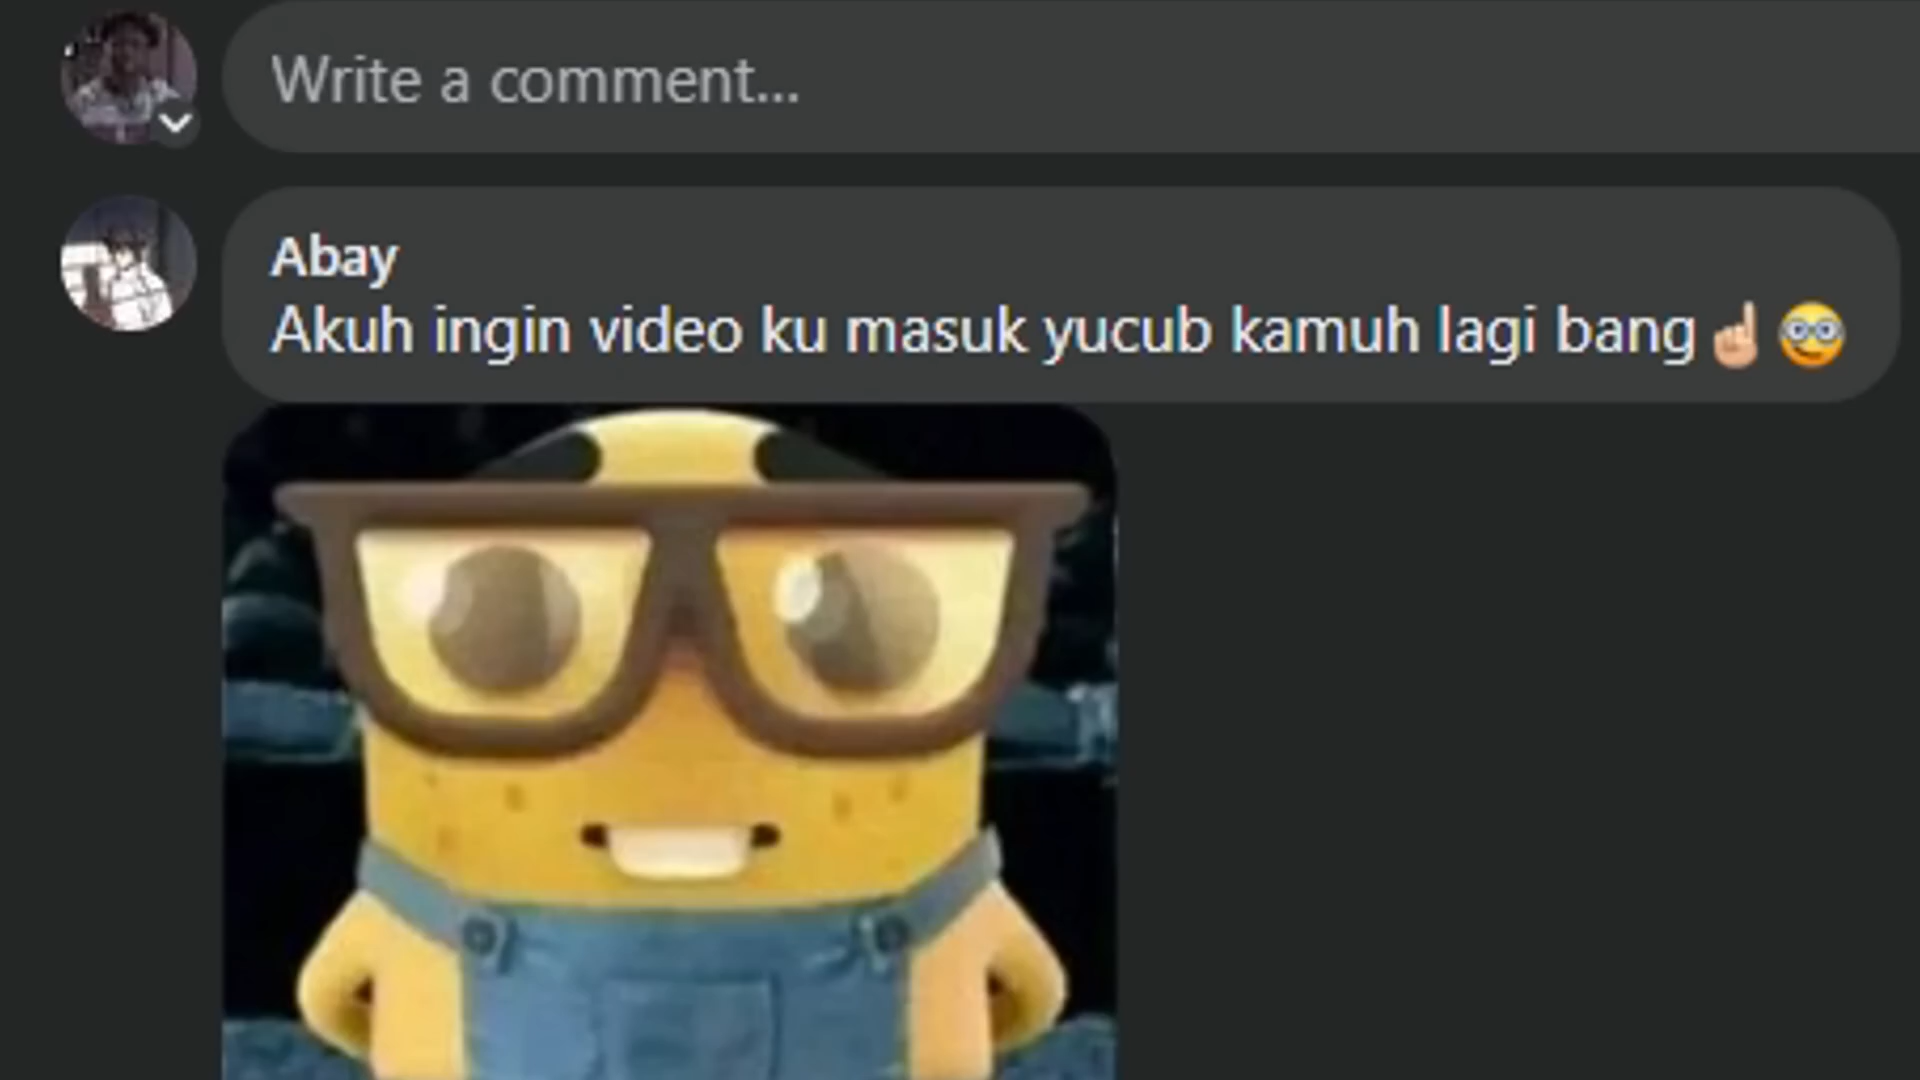 Write a comment...
Abay
Akuh ingin video ku masuk yucub kamuh lagi bang☝🏼🤓